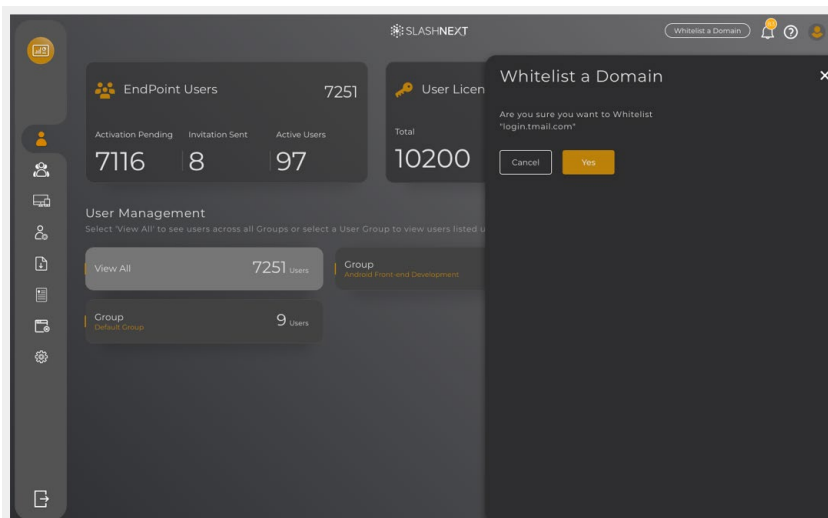 SLASHNEXT
Whitelist a Domain
EndPoint Users
7251
Activation Pending
Invitation Sent
Active Users
7116
8
97
User Licen
Total
10200
User Management
Select 'View All' to see users across all Groups or select a User Group to view users listed u
View All
7251 Users
Group
Android Front-end Development
Group
Default Group
9 Users
Whitelist a Domain
Are you sure you want to Whitelist
"login.tmail.com"
Cancel
Yes